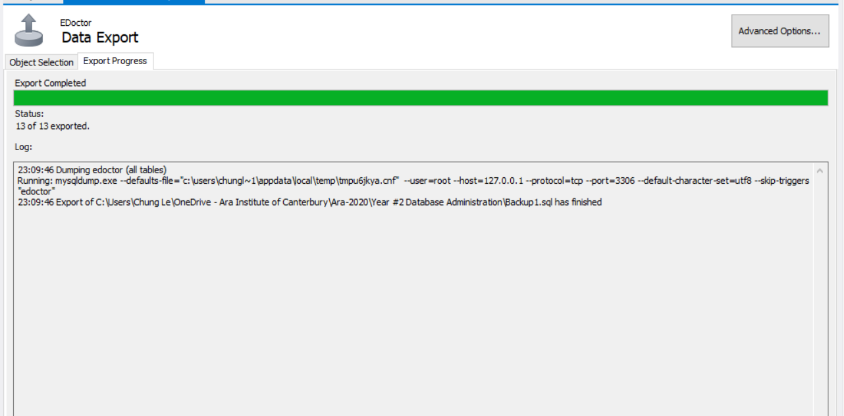 EDoctor
Data Export
Advanced Options...
Object Selection Export Progress
Export Completed
Status:
13 of 13 exported.
Log:
23:09:46 Dumping edoctor (all tables)
Running: mysqldump.exe --defaults-file="c:\users\chungl~1\appdata\local\temp\tmpu6jkya.cnf" --user=root --host=127.0.0.1 --protocol=tcp --port=3306 --default-character-set=utf8 --skip-triggers
"edoctor"
23:09:46 Export of C:\Users\Chung Le\OneDrive - Ara Institute of Canterbury\Ara-2020\Year #2 Database Administration\Backup1.sql has finished